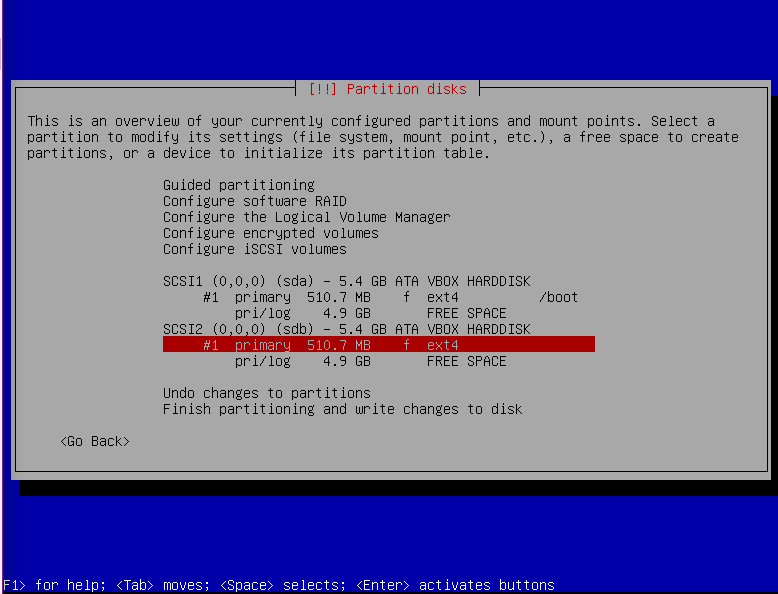 [!!] Partition disks
This is an overview of your currently configured partitions and mount points. Select a
partition to modify its settings (file system, mount point, etc.), a free space to create
partitions, or a device to initialize its partition table.
Guided partitioning
Configure software RAID
Configure the Logical Volume Manager
Configure encrypted volumes
Configure iSCSI volumes
SCSI1 (0,0,0) (sda) - 5.4 GB ATA VBOX HARDDISK
#1 primary 510.7 MB f ext4 /boot
pri/log 4.9 GB FREE SPACE
SCSI2 (0,0,0) (sdb) - 5.4 GB ATA VBOX HARDDISK
#1 primary 510.7 MB f ext4
pri/log 4.9 GB FREE SPACE
Undo changes to partitions
Finish partitioning and write changes to disk
<Go Back>
F1> for help; <Tab> moves; <Space> selects; <Enter> activates buttons